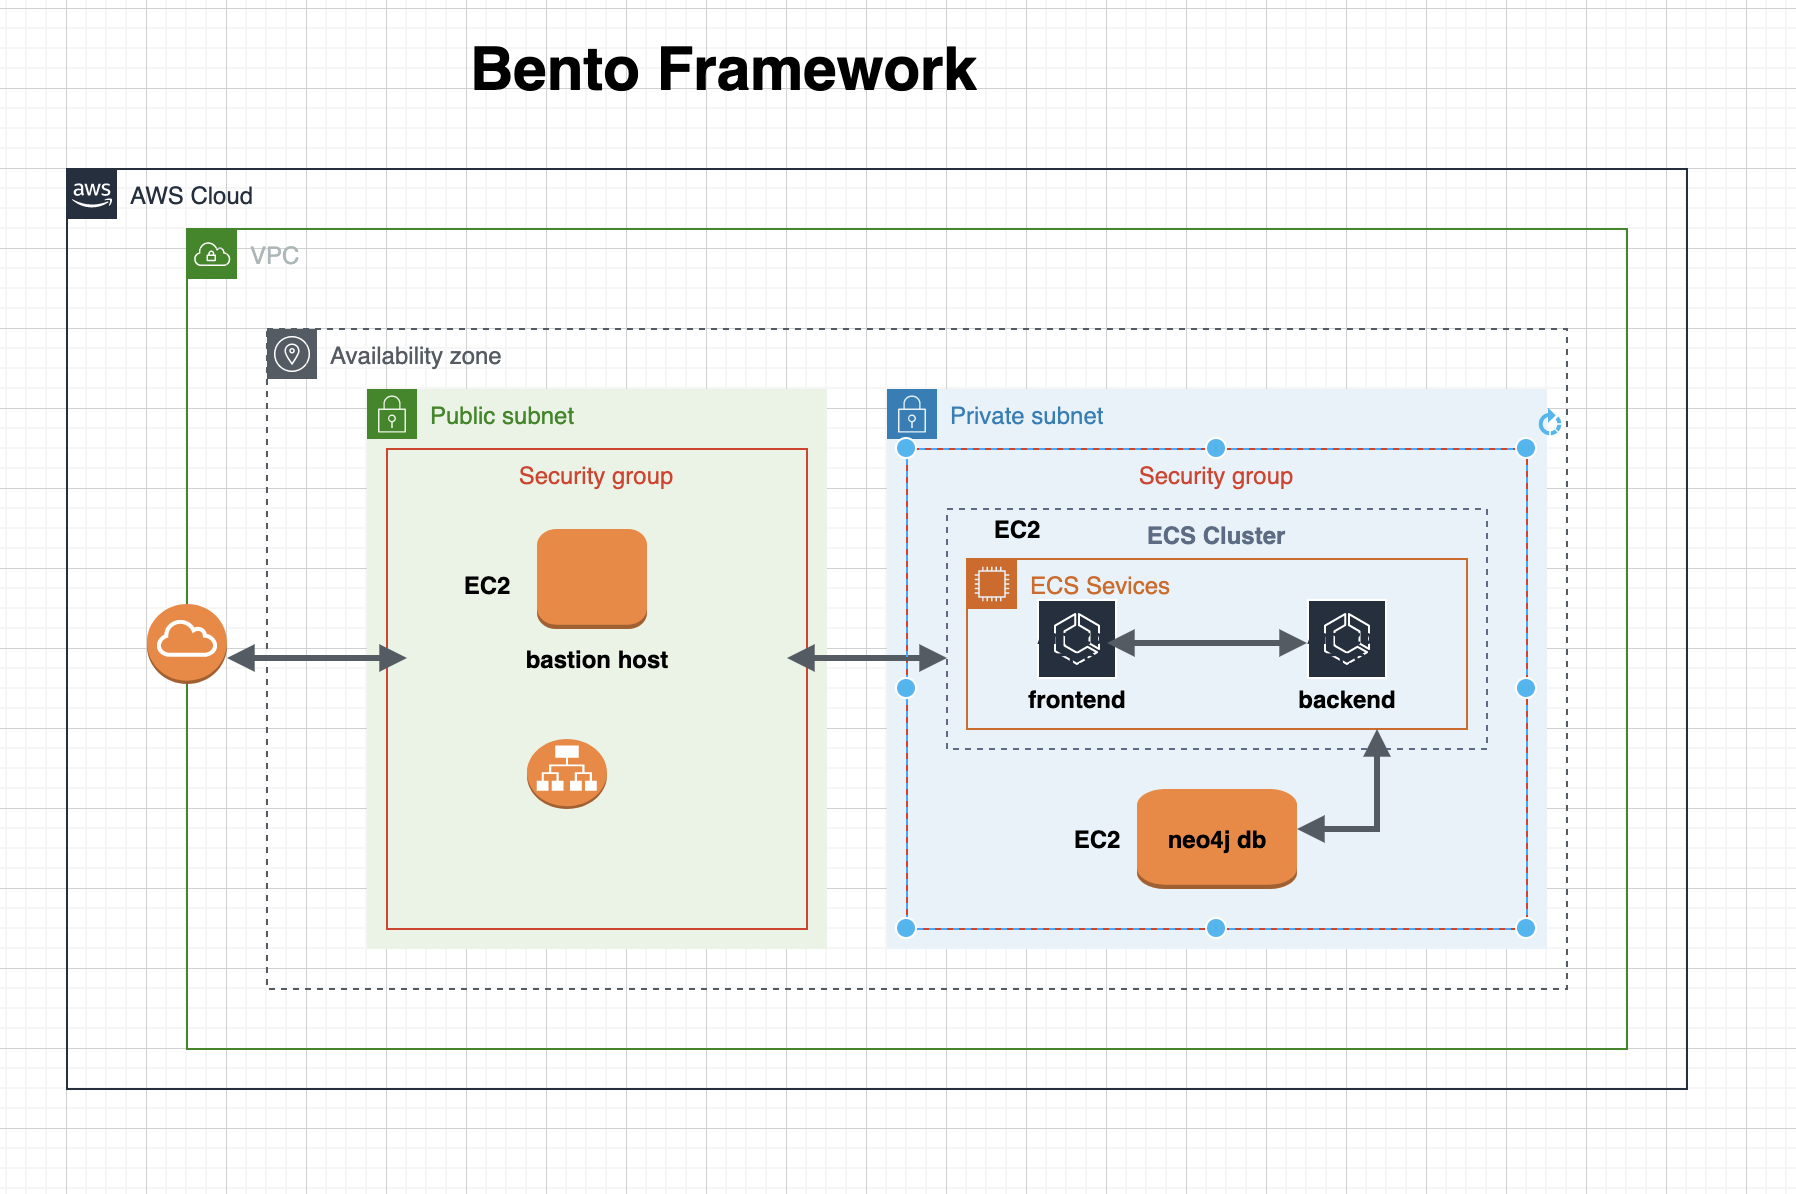 Bento Framework
aws
AWS Cloud
VPC
Availability zone
Public subnet
Security group
EC2
bastion host
Private subnet
Security group
EC2
ECS Cluster
ECS Sevices
frontend
backend
EC2
neo4j db